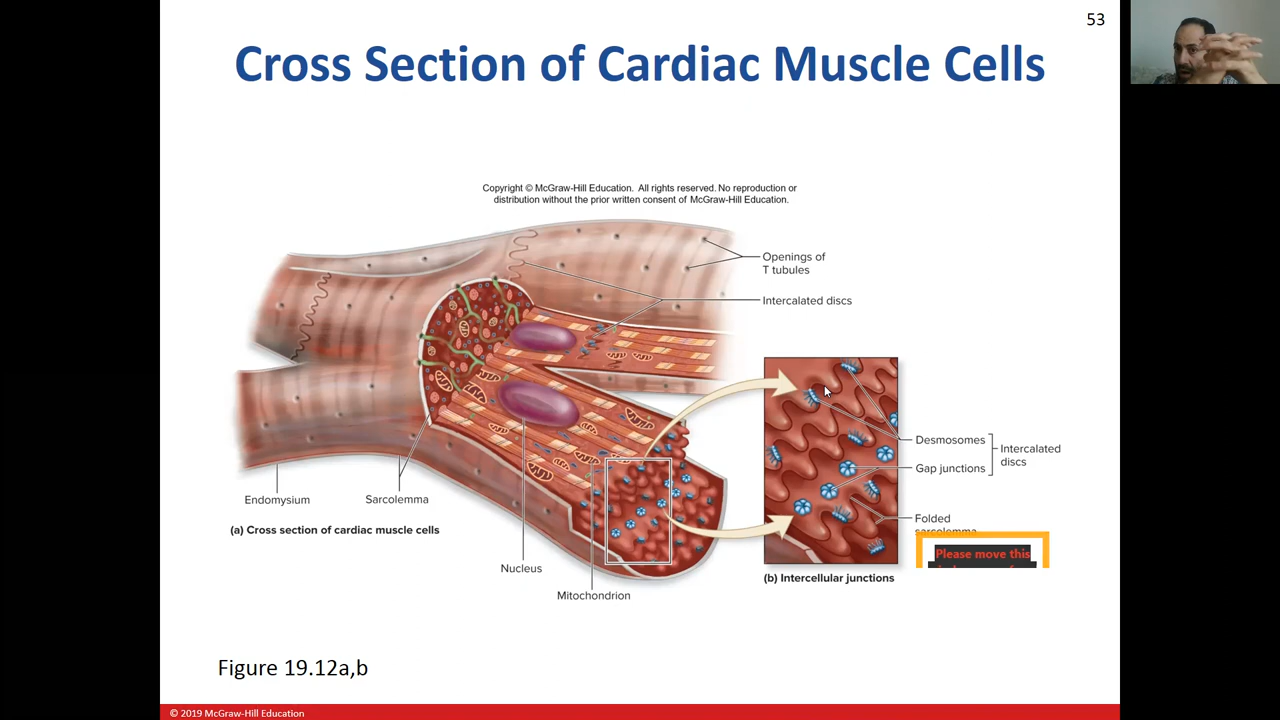 53
Cross Section of Cardiac Muscle Cells
Copyright © McGraw-Hill Education. All rights reserved. No reproduction or
distribution without the prior written consent of McGraw-Hill Education.
Openings of
T tubules
Intercalated discs
Desmosomes
Gap junctions
Intercalated
discs
Folded
sarcolemma
Please move this
Endomysium
Sarcolemma
(a) Cross section of cardiac muscle cells
Nucleus
Mitochondrion
(b) Intercellular junctions
Figure 19.12a,b
© 2019 McGraw-Hill Education